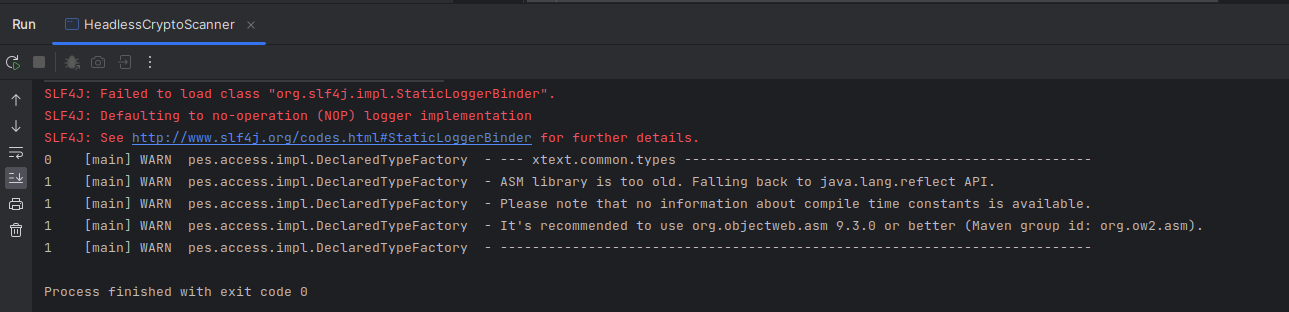 Run HeadlessCryptoScanner
SLF4J: Failed to load class "org.slf4j.impl.StaticLoggerBinder".
SLF4J: Defaulting to no-operation (NOP) logger implementation
SLF4J: See http://www.slf4j.org/codes.html#StaticLoggerBinder for further details.
0    [main] WARN  pes.access.impl.DeclaredTypeFactory  - --- xtext.common.types ---------------------------------------------------
1    [main] WARN  pes.access.impl.DeclaredTypeFactory  - ASM library is too old. Falling back to java.lang.reflect API.
1    [main] WARN  pes.access.impl.DeclaredTypeFactory  - Please note that no information about compile time constants is available.
1    [main] WARN  pes.access.impl.DeclaredTypeFactory  - It's recommended to use org.objectweb.asm 9.3.0 or better (Maven group id: org.ow2.asm).
1    [main] WARN  pes.access.impl.DeclaredTypeFactory  - --------------------------------------------------------------------------
Process finished with exit code 0